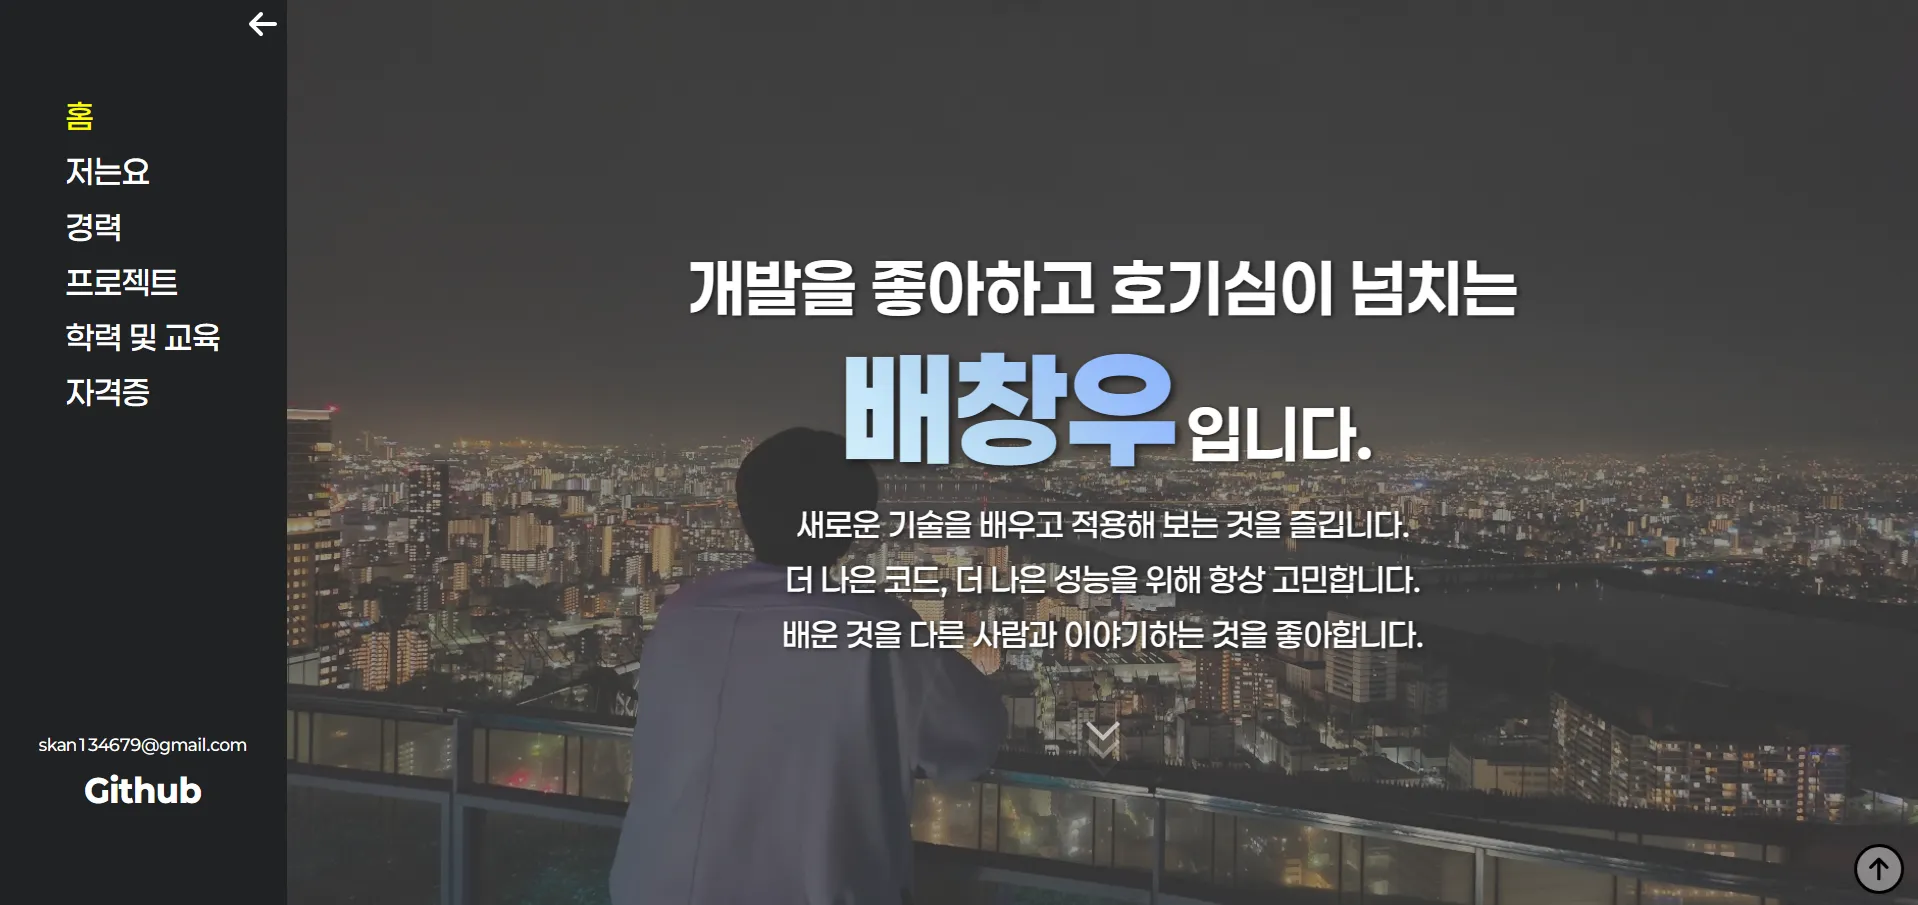 홈
저는요
경력
프로젝트
학력 및 교육
자격증
skan134679@gmail.com
Github
개발을 좋아하고 호기심이 넘치는
배창우 입니다.
새로운 기술을 배우고 적용해 보는 것을 즐깁니다.
더 나은 코드, 더 나은 성능을 위해 항상 고민합니다.
배운 것을 다른 사람과 이야기하는 것을 좋아합니다.